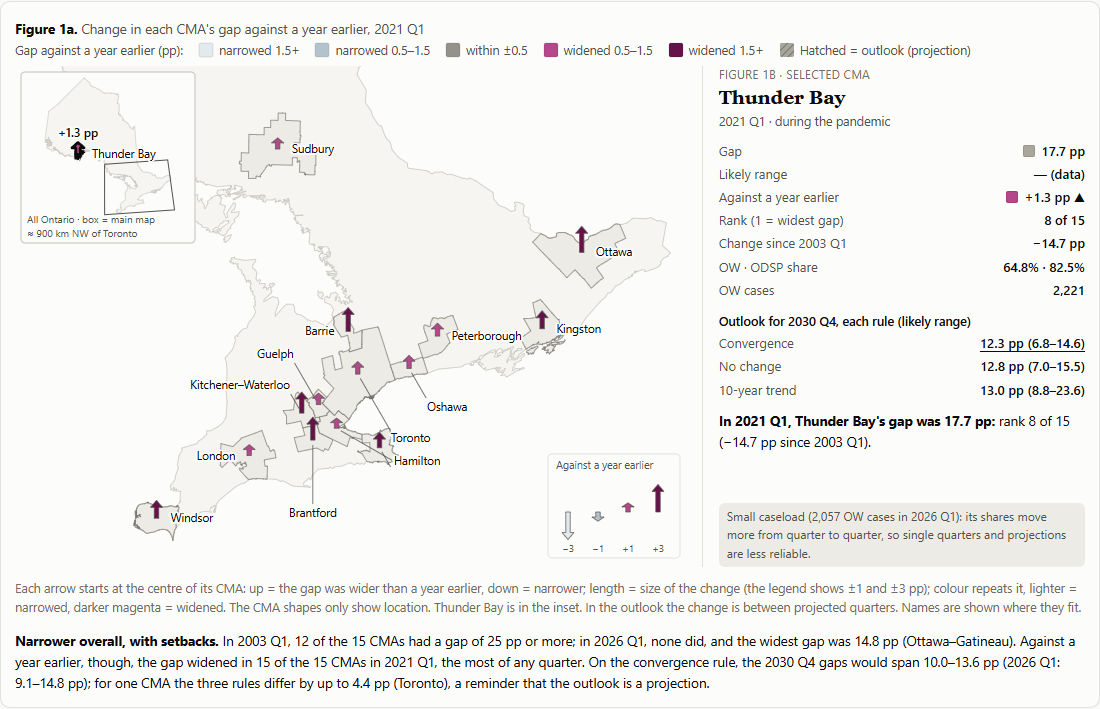 Figure 1a. Change in each CMA's gap against a year earlier, 2021 Q1
Gap against a year earlier (pp): narrowed 1.5+ narrowed 0.5–1.5 within ±0.5 widened 0.5–1.5 widened 1.5+ Hatched = outlook (projection)
+1.3 pp
Thunder Bay
All Ontario · box = main map
≈ 900 km NW of Toronto
Sudbury
Ottawa
Barrie
Peterborough
Kingston
Guelph
Kitchener–Waterloo
Oshawa
Toronto
London
Hamilton
Windsor
Brantford
Against a year earlier
−3 −1 +1 +3
FIGURE 1B · SELECTED CMA
Thunder Bay
2021 Q1 · during the pandemic
Gap 17.7 pp
Likely range — (data)
Against a year earlier +1.3 pp ▲
Rank (1 = widest gap) 8 of 15
Change since 2003 Q1 −14.7 pp
OW · ODSP share 64.8% · 82.5%
OW cases 2,221
Outlook for 2030 Q4, each rule (likely range)
Convergence 12.3 pp (6.8–14.6)
No change 12.8 pp (7.0–15.5)
10-year trend 13.0 pp (8.8–23.6)
In 2021 Q1, Thunder Bay's gap was 17.7 pp: rank 8 of 15
(−14.7 pp since 2003 Q1).
Small caseload (2,057 OW cases in 2026 Q1): its shares move
more from quarter to quarter, so single quarters and projections
are less reliable.
Each arrow starts at the centre of its CMA: up = the gap was wider than a year earlier, down = narrower; length = size of the change (the legend shows ±1 and ±3 pp); colour repeats it, lighter =
narrowed, darker magenta = widened. The CMA shapes only show location. Thunder Bay is in the inset. In the outlook the change is between projected quarters. Names are shown where they fit.
Narrower overall, with setbacks. In 2003 Q1, 12 of the 15 CMAs had a gap of 25 pp or more; in 2026 Q1, none did, and the widest gap was 14.8 pp (Ottawa–Gatineau). Against a
year earlier, though, the gap widened in 15 of the 15 CMAs in 2021 Q1, the most of any quarter. On the convergence rule, the 2030 Q4 gaps would span 10.0–13.6 pp (2026 Q1:
9.1–14.8 pp); for one CMA the three rules differ by up to 4.4 pp (Toronto), a reminder that the outlook is a projection.